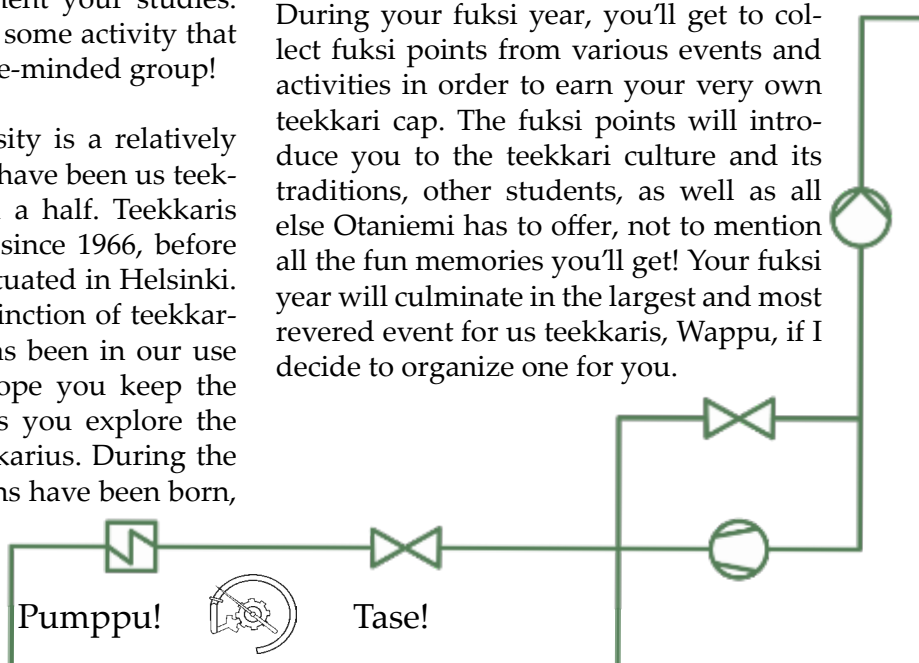 ment your studies.
some activity that
e-minded group!
sity is a relatively
have been us teek-
a half. Teekkaris
since 1966, before
tuated in Helsinki.
inction of teekkar-
s been in our use
ope you keep the
s you explore the
karius. During the
ns have been born,
During your fuksi year, you'll get to col-
lect fuksi points from various events and
activities in order to earn your very own
teekkari cap. The fuksi points will intro-
duce you to the teekkari culture and its
traditions, other students, as well as all
else Otaniemi has to offer, not to mention
all the fun memories you'll get! Your fuksi
year will culminate in the largest and most
revered event for us teekkaris, Wappu, if I
decide to organize one for you.
Pumppu! Tase!